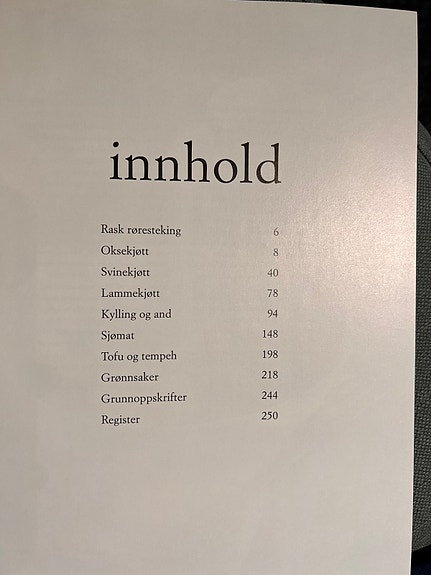 innhold
Rask røresteking 6
Oksekjøtt 8
Svinekjøtt 40
Lammekjøtt 78
Kylling og and 94
Sjømat 148
Tofu og tempeh 198
Grønnsaker 218
Grunnoppskrifter 244
Register 250